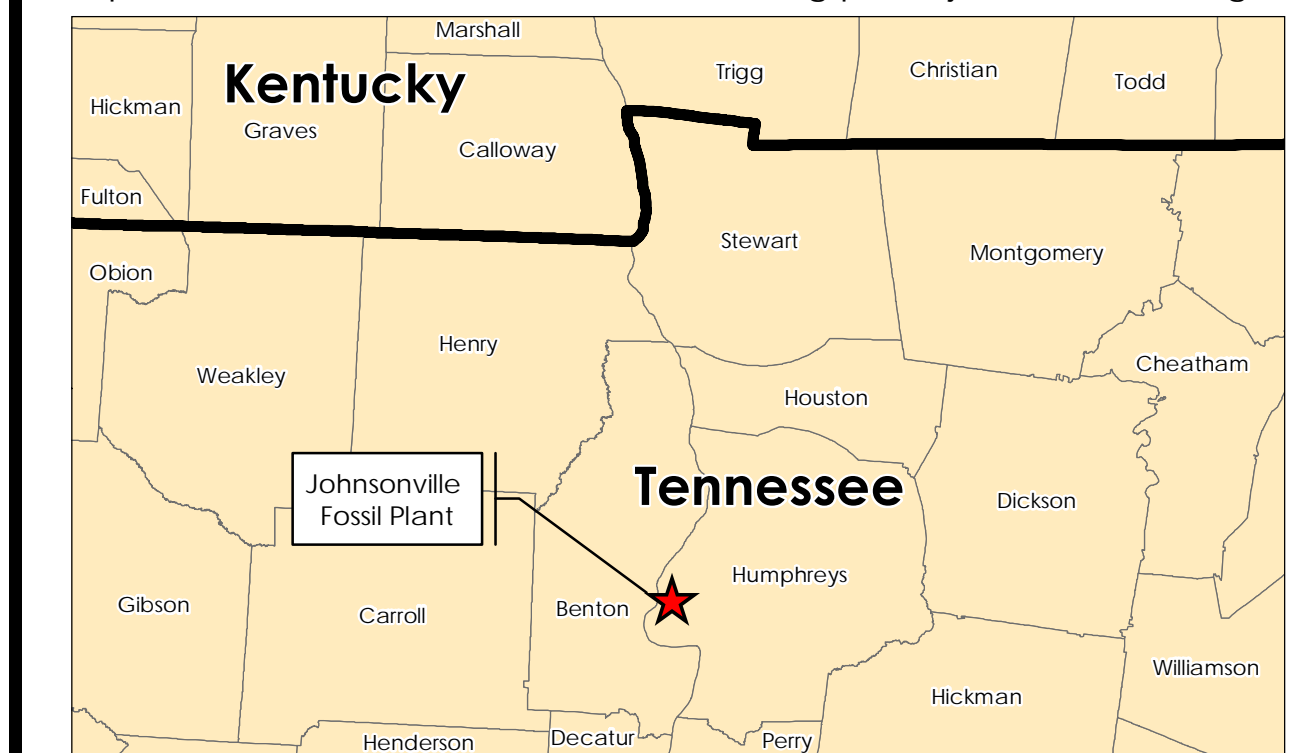 Marshall
Trigg
Christian
Todd
Kentucky
Hickman
Graves
Calloway
Fulton
Stewart
Montgomery
Obion
Henry
Weakley
Cheatham
Houston
Johnsonville
Fossil Plant
Tennessee
Dickson
Humphreys
Gibson
Carroll
Benton
Williamson
Hickman
Henderson
Decatur
Perry